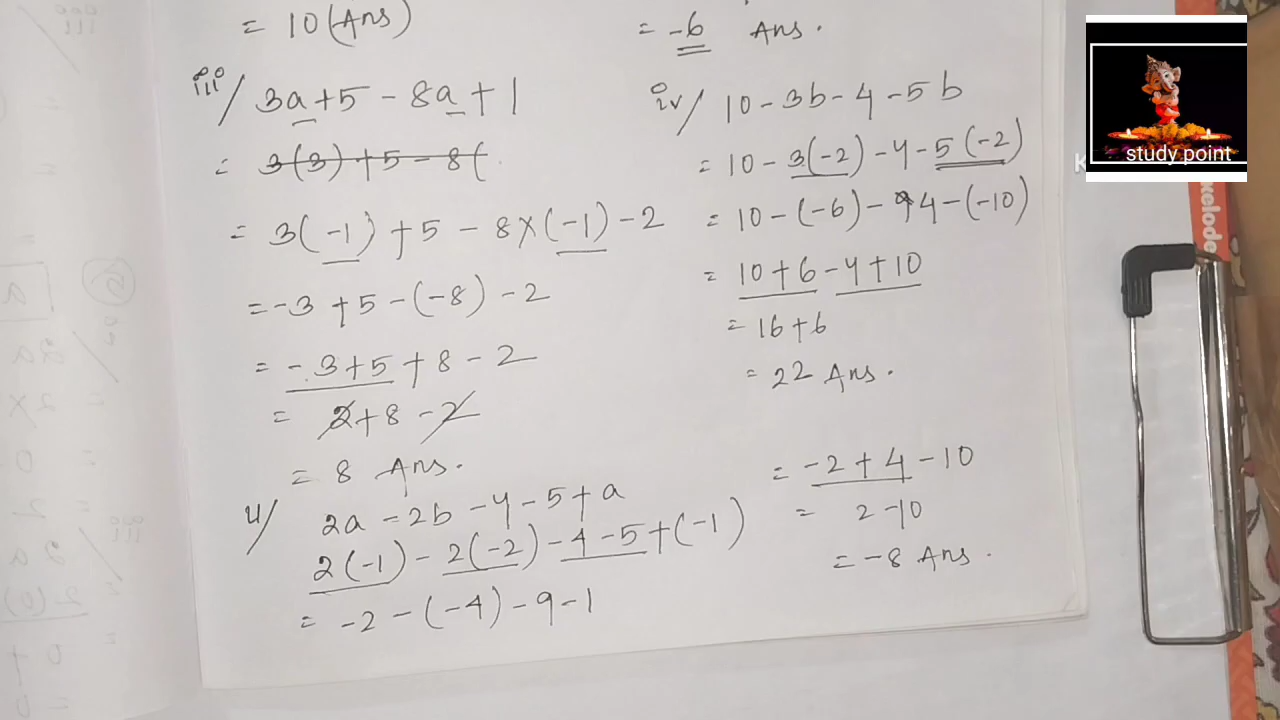 = 10 (Ans)
iii/ 3a + 5 - 8a + 1
= 3(3) + 5 - 8(
= 3(-1) + 5 - 8×(-1) - 2
= -3 + 5 - (-8) - 2
= -3 + 5 + 8 - 2
= 2 + 8 - 2
= 8 Ans.
v/ 2a - 2b - 4 - 5 + a
2(-1) - 2(-2) - 4 - 5 + (-1)
= -2 - (-4) - 9 - 1
= -6 Ans.
iv/ 10 - 3b - 4 - 5b
= 10 - 3(-2) - 4 - 5(-2)
= 10 - (-6) - 4 - (-10)
= 10 + 6 - 4 + 10
= 16 + 6
= 22 Ans.
= -2 + 4 - 10
= 2 - 10
= -8 Ans.
study point